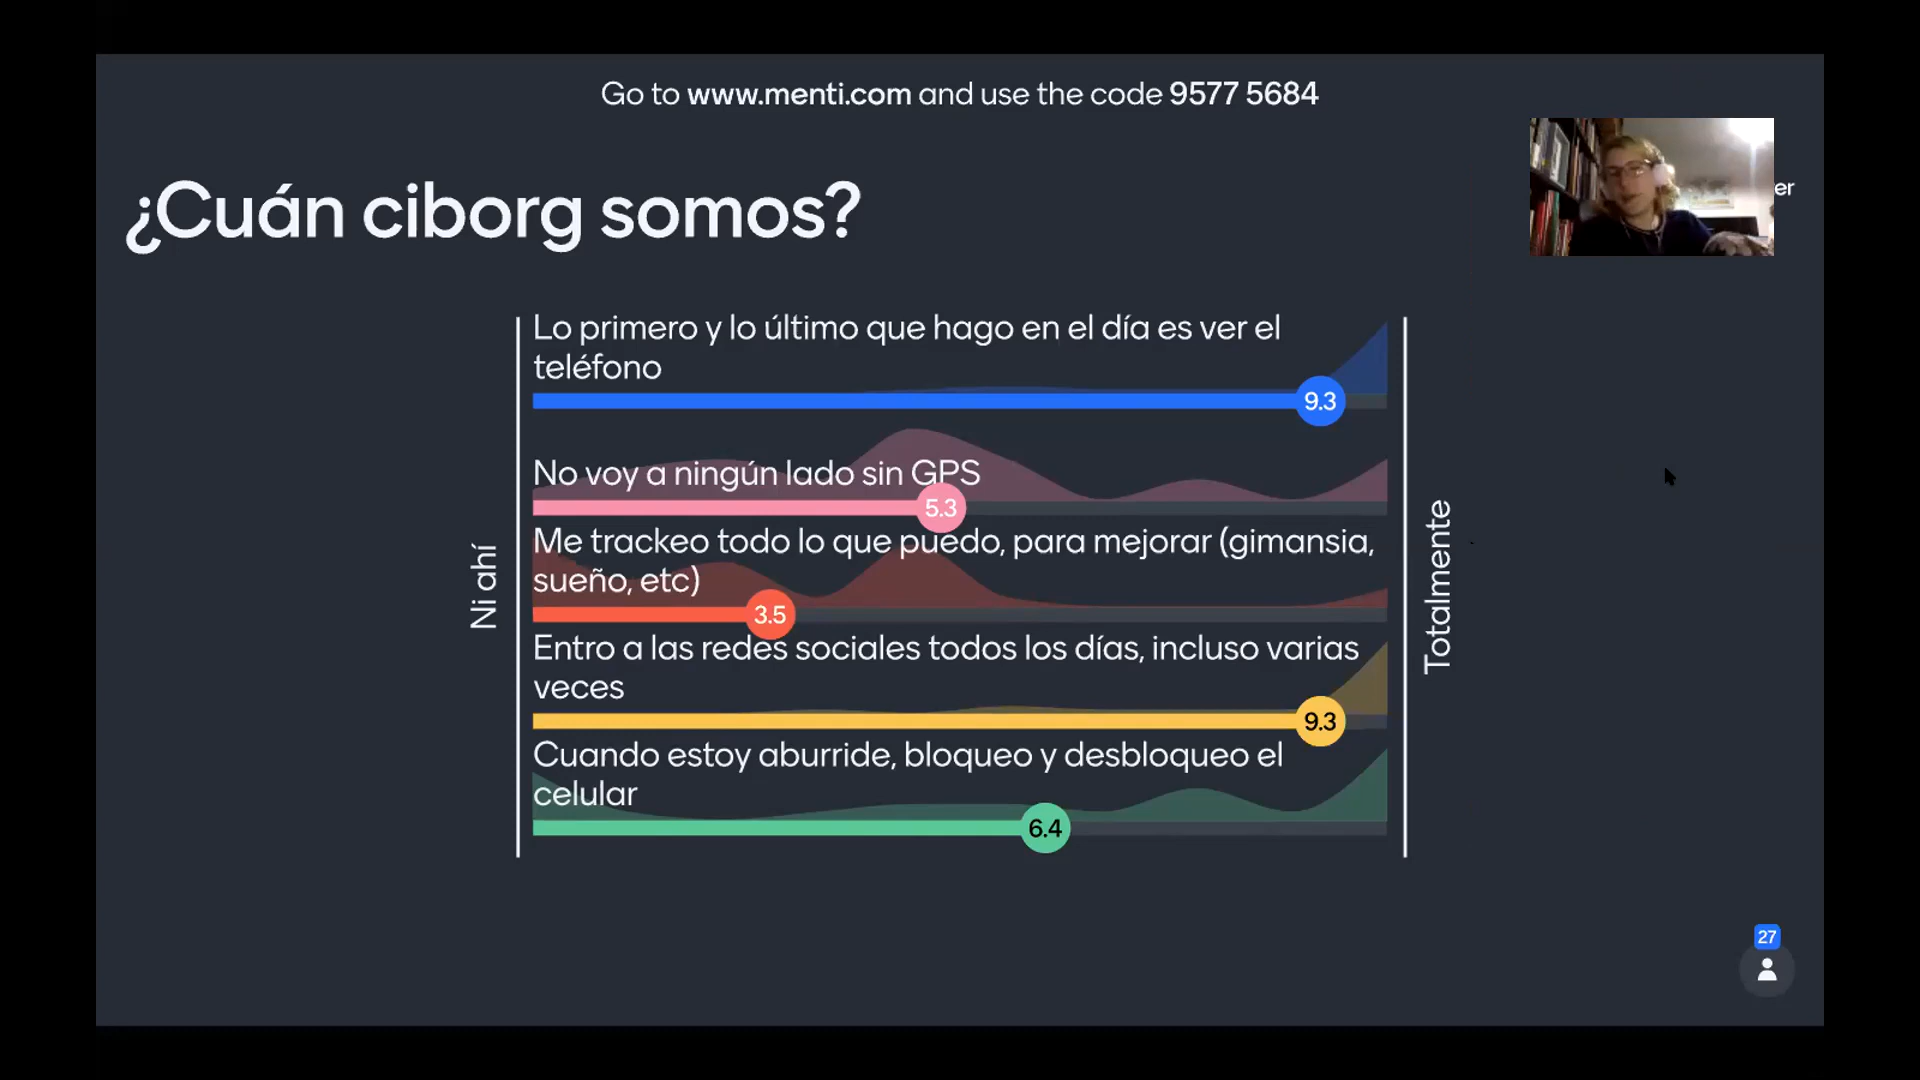 Go to www.menti.com and use the code 9577 5684
er
¿Cuán ciborg somos?
Lo primero y lo último que hago en el día es ver el
teléfono
9.3
No voy a ningún lado sin GPS
5.3
Me trackeo todo lo que puedo, para mejorar (gimansia,
sueño, etc)
3.5
Entro a las redes sociales todos los días, incluso varias
veces
9.3
Cuando estoy aburride, bloqueo y desbloqueo el
celular
6.4
Ni ahí
Totalmente
27